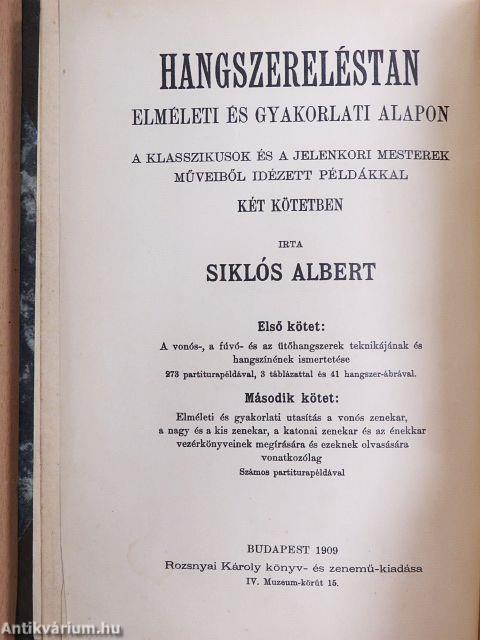 HANGSZERELÉSTAN
ELMÉLETI ÉS GYAKORLATI ALAPON
A KLASSZIKUSOK ÉS A JELENKORI MESTEREK
MŰVEIBŐL IDÉZETT PÉLDÁKKAL
KÉT KÖTETBEN
IRTA
SIKLÓS ALBERT
Első kötet:
A vonós-, a fúvó- és az ütőhangszerek teknikájának és
hangszínének ismertetése
273 partiturapéldával, 3 táblázattal és 41 hangszer-ábrával.
Második kötet:
Elméleti és gyakorlati utasítás a vonós zenekar,
a nagy és a kis zenekar, a katonai zenekar és az énekkar
vezérkönyveinek megírására és ezeknek olvasására
vonatkozólag
Számos partiturapéldával
BUDAPEST 1909
Rozsnyai Károly könyv- és zenemű-kiadása
IV. Muzeum-körút 15.
Antikvárium.hu